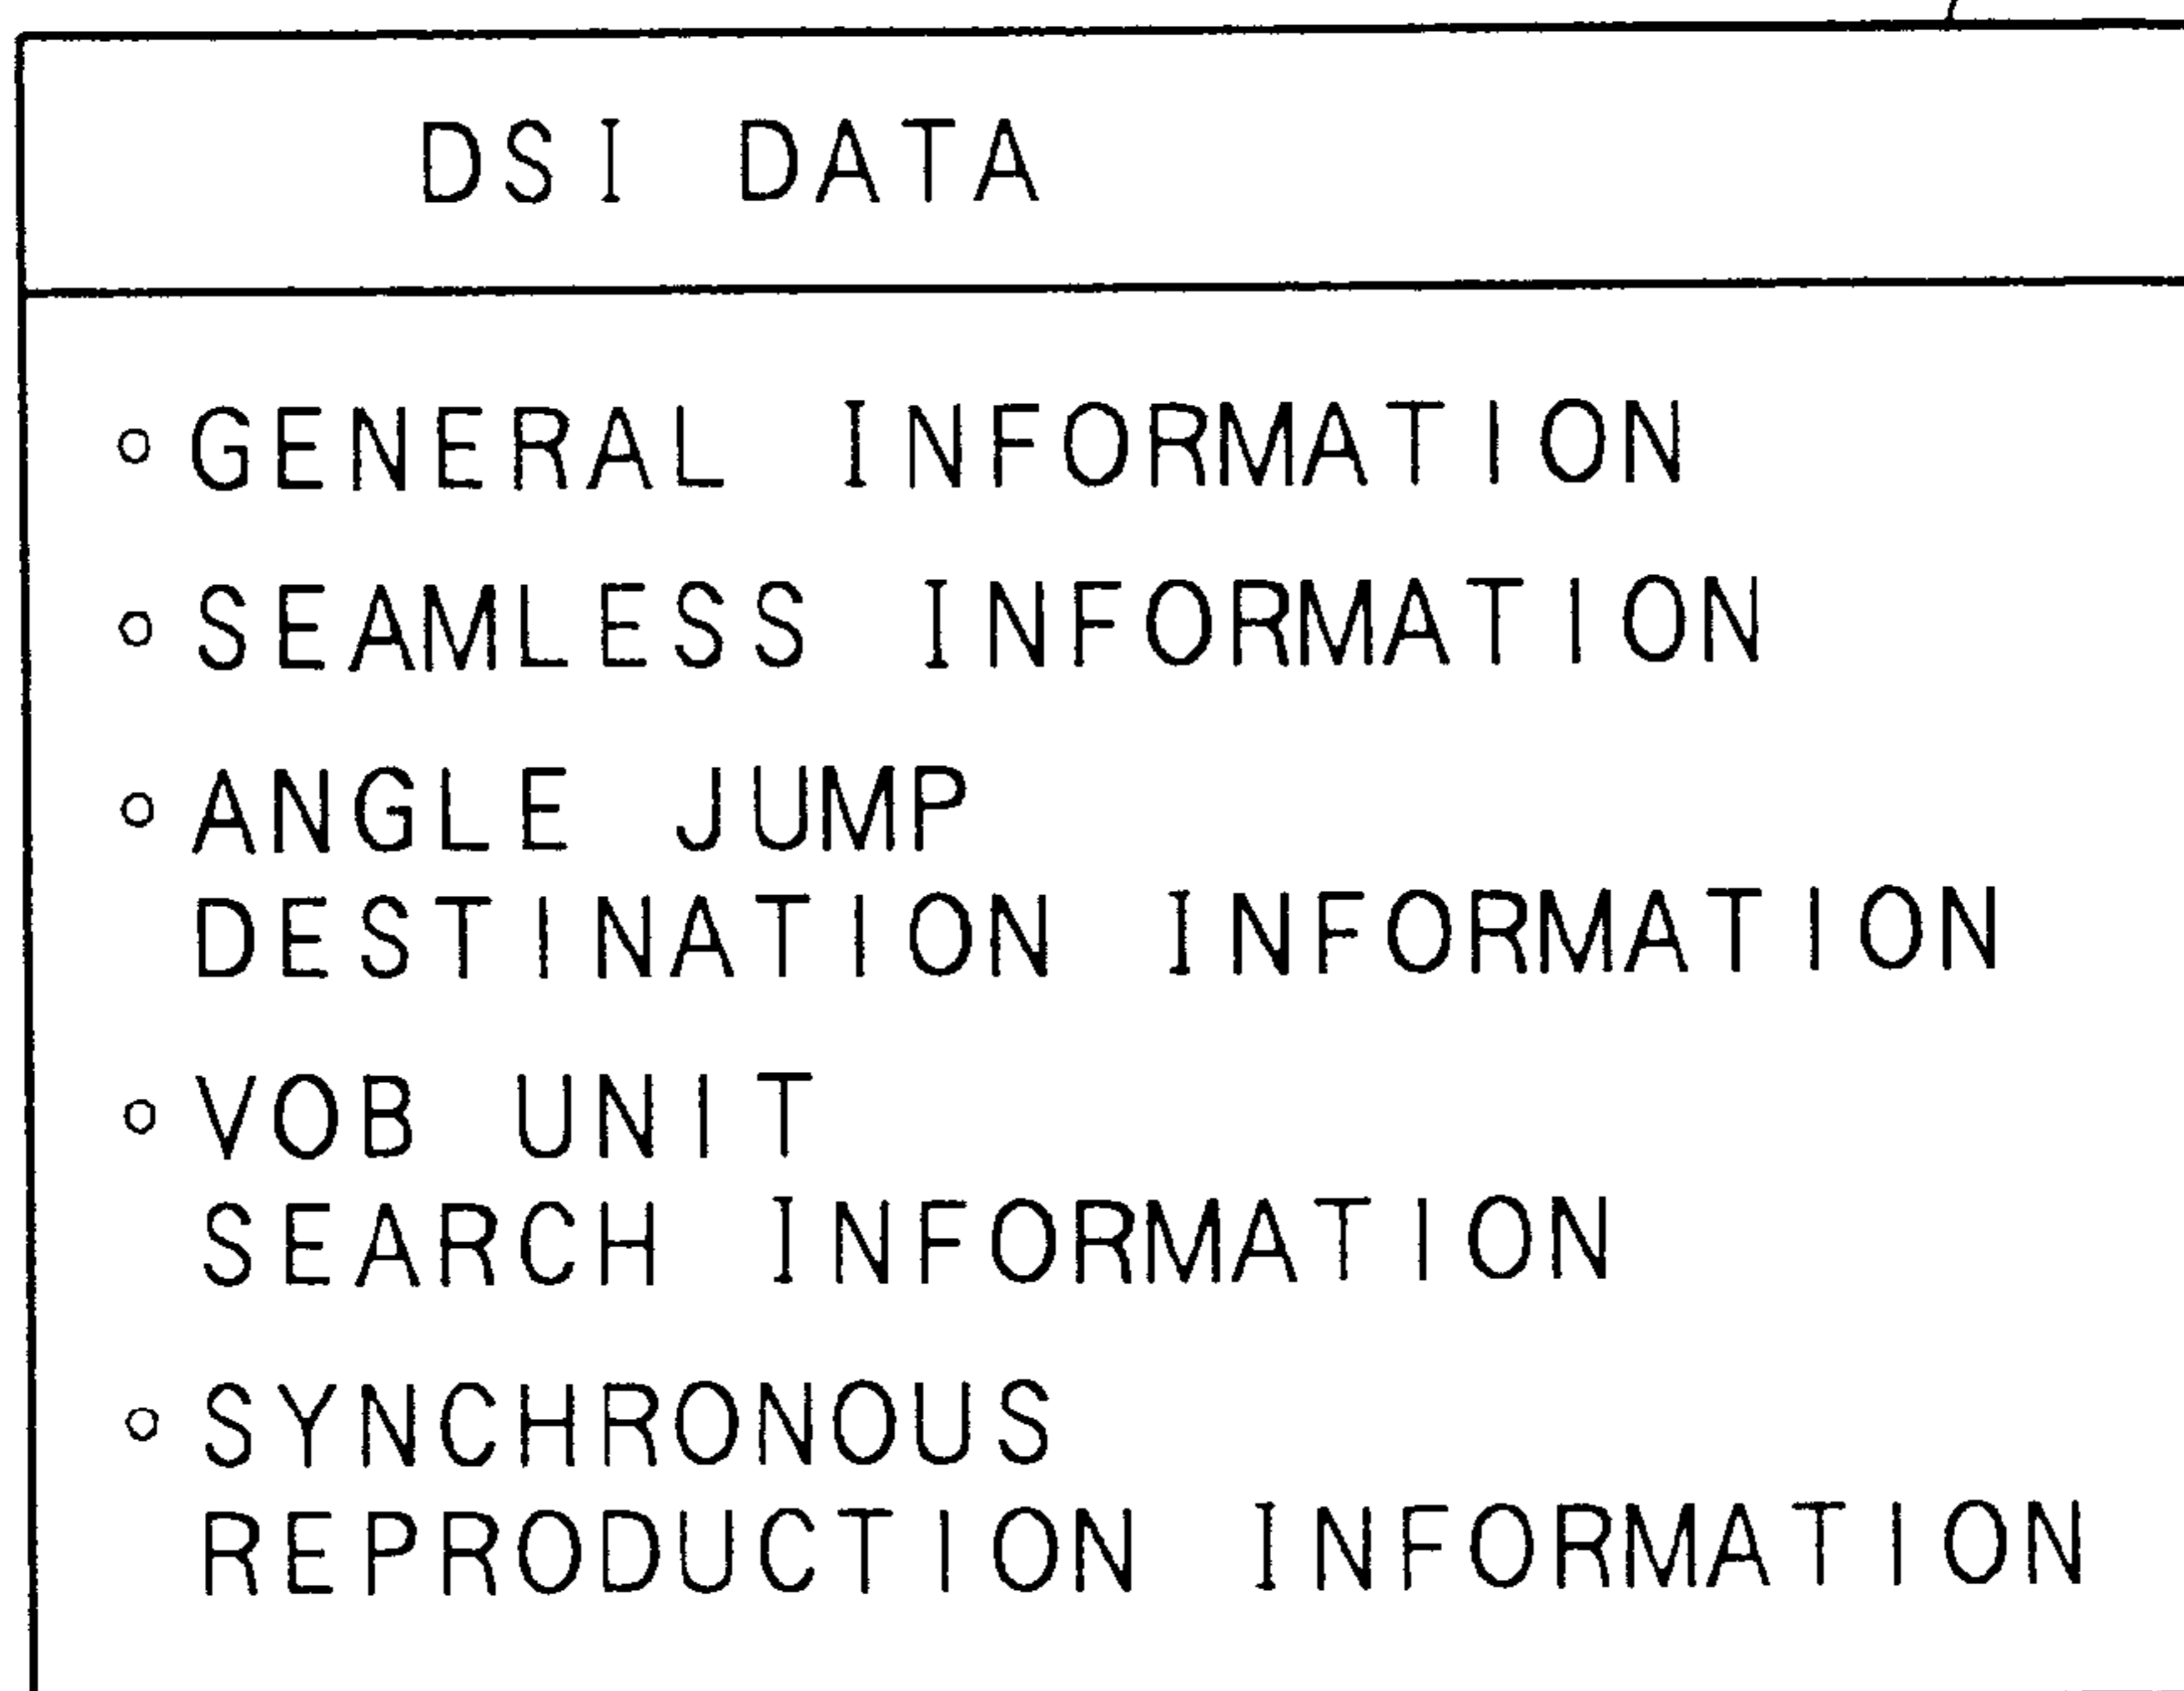 DSI DATA
◦ GENERAL INFORMATION
◦ SEAMLESS INFORMATION
◦ ANGLE JUMP
DESTINATION INFORMATION
◦ VOB UNIT
SEARCH INFORMATION
◦ SYNCHRONOUS
REPRODUCTION INFORMATION